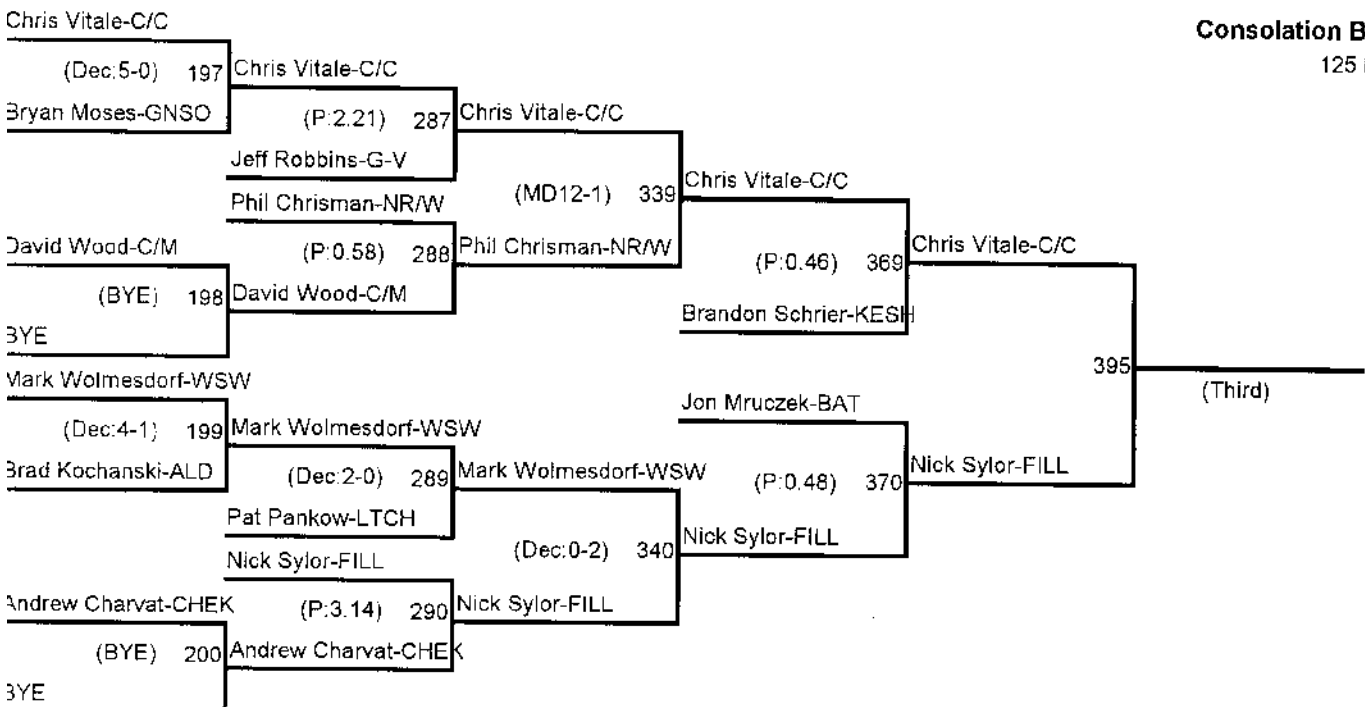 Chris Vitale-C/C
Consolation B
(Dec:5-0) 197 Chris Vitale-C/C
125
Bryan Moses-GNSO
(P:2.21) 287 Chris Vitale-C/C
Jeff Robbins-G-V
(MD12-1) 339 Chris Vitale-C/C
Phil Chrisman-NR/W
David Wood-C/M
(P:0.58) 288 Phil Chrisman-NR/W
Chris Vitale-C/C
(P:0.46) 369
(BYE) 198 David Wood-C/M
Brandon Schrier-KESH
BYE
395
Mark Wolmesdorf-WSW
(Third)
Jon Mruczek-BAT
(Dec:4-1) 199 Mark Wolmesdorf-WSW
Brad Kochanski-ALD
(Dec:2-0) 289 Mark Wolmesdorf-WSW
(P:0.48) 370 Nick Sylor-FILL
Pat Pankow-LTCH
(Dec:0-2) 340 Nick Sylor-FILL
Nick Sylor-FILL
Andrew Charvat-CHEK
(P:3.14) 290 Nick Sylor-FILL
(BYE) 200 Andrew Charvat-CHEK
BYE